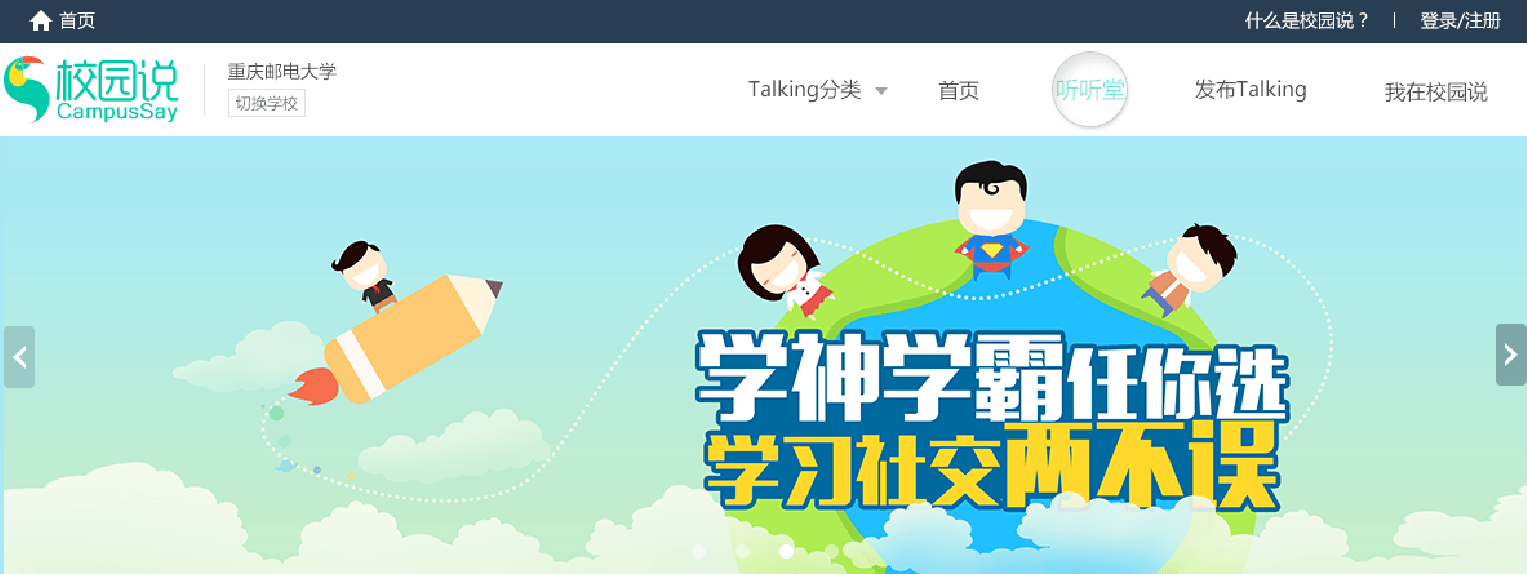 首页
什么是校园说？
登录/注册
校园说
CampusSay
重庆邮电大学
切换学校
Talking分类
首页
听听堂
发布Talking
我在校园说
学神学霸任你选
学习社交两不误